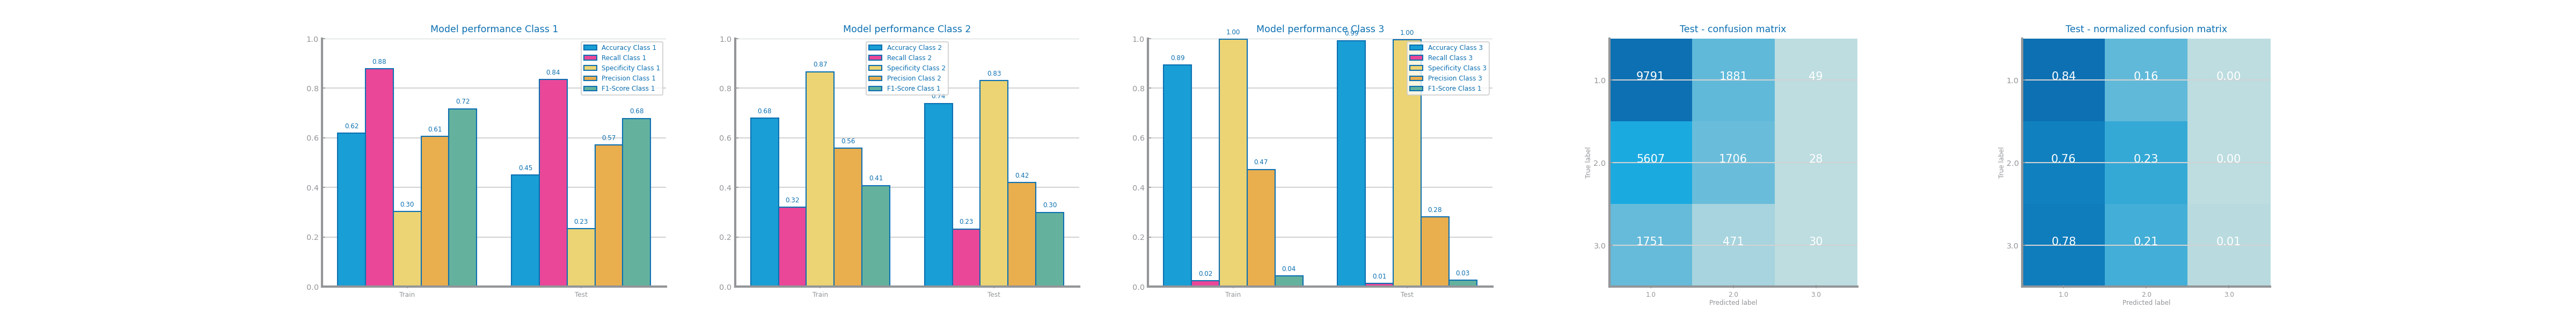 Model performance Class 1
1.0
0.8
0.6
0.4
0.2
0.0
0.62
0.88
0.30
0.61
0.72
0.45
0.84
0.23
0.57
0.68
Accuracy Class 1
Recall Class 1
Specificity Class 1
Precision Class 1
F1-Score Class 1
Train
Test
Model performance Class 2
1.0
0.8
0.6
0.4
0.2
0.0
0.68
0.32
0.87
0.56
0.41
0.74
0.23
0.83
0.42
0.30
Accuracy Class 2
Recall Class 2
Specificity Class 2
Precision Class 2
F1-Score Class 1
Train
Test
Model performance Class 3
1.0
0.8
0.6
0.4
0.2
0.0
0.89
0.02
1.00
0.47
0.04
0.99
0.01
1.00
0.28
0.03
Accuracy Class 3
Recall Class 3
Specificity Class 3
Precision Class 3
F1-Score Class 1
Train
Test
Test - confusion matrix
True label
1.0
9791 1881 49
2.0
5607 1706 28
3.0
1751 471 30
1.0 2.0 3.0
Predicted label
Test - normalized confusion matrix
True label
1.0
0.84 0.16 0.00
2.0
0.76 0.23 0.00
3.0
0.78 0.21 0.01
1.0 2.0 3.0
Predicted label